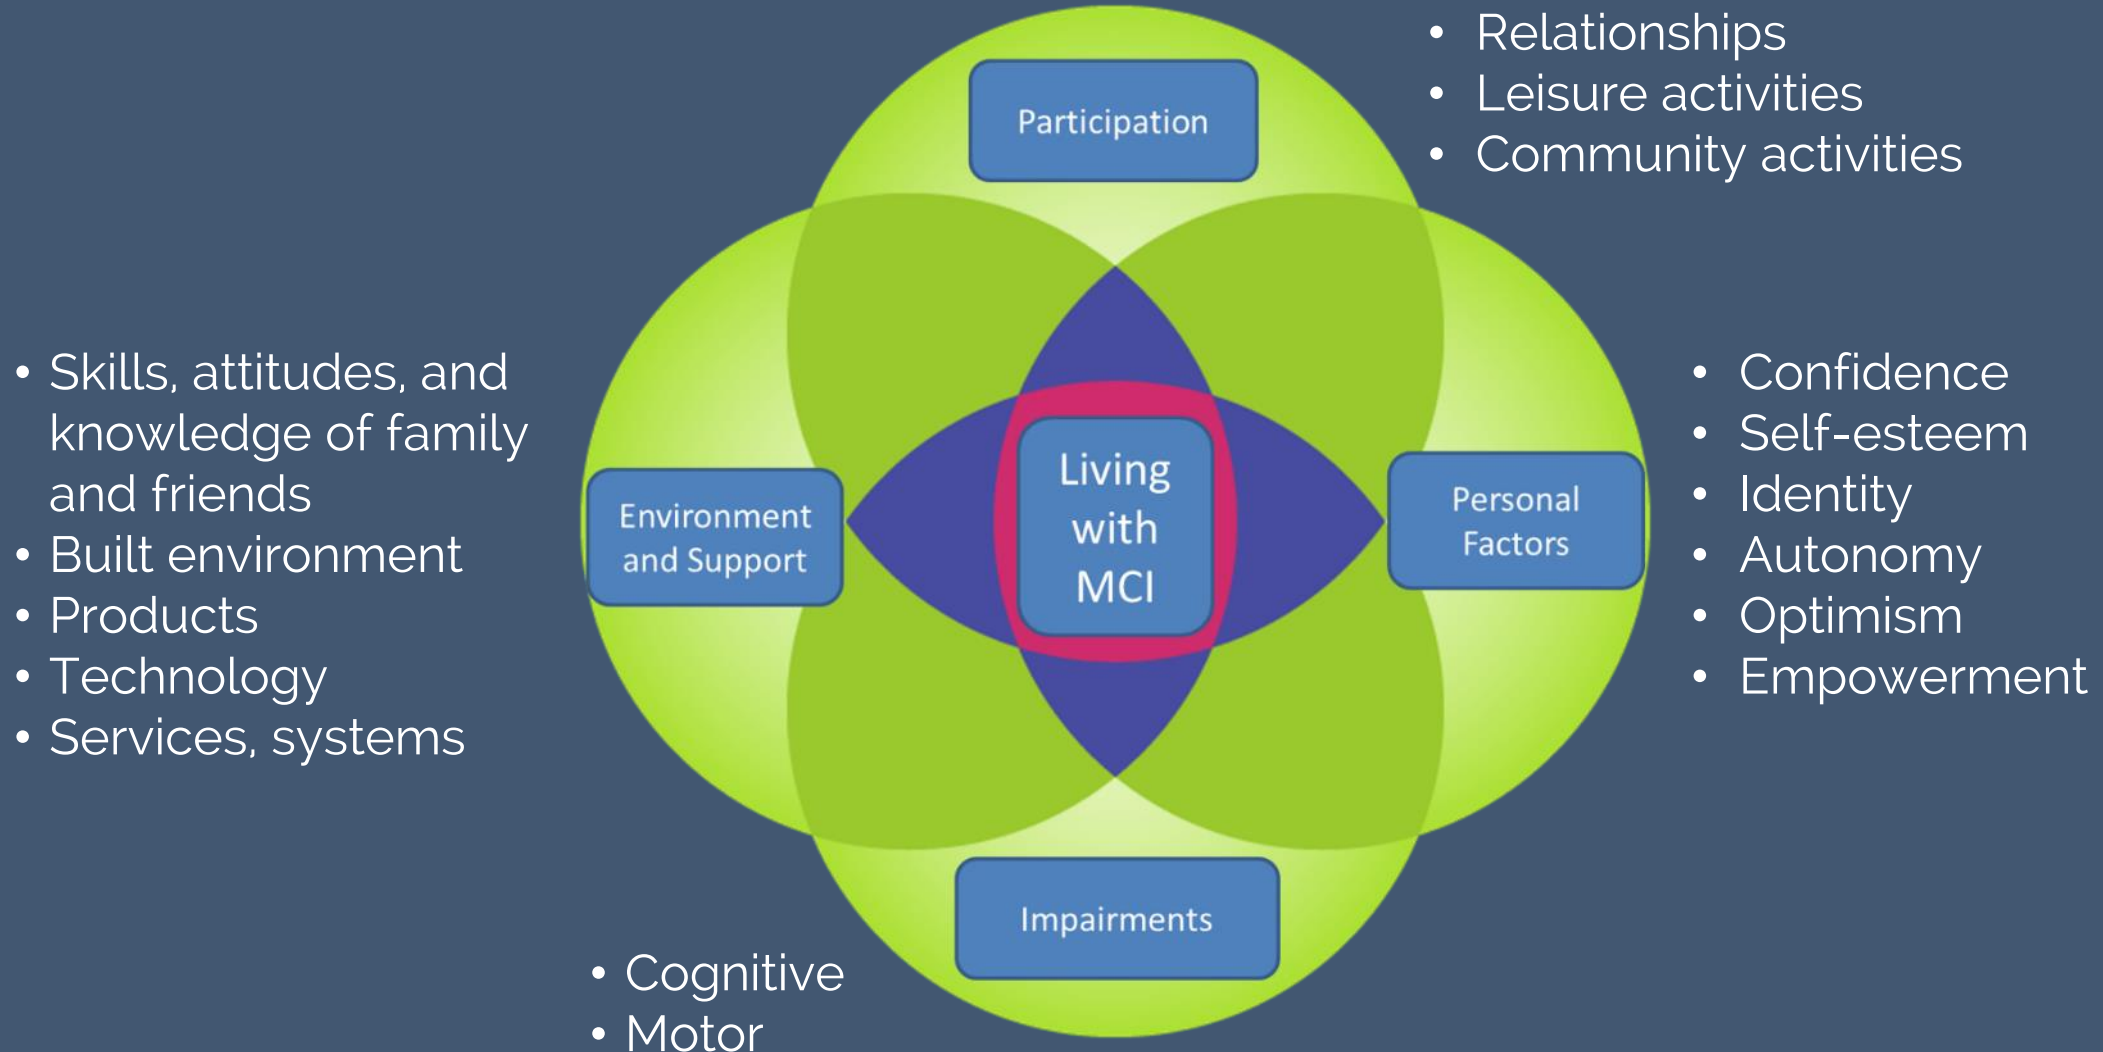 Participation
• Relationships
• Leisure activities
• Community activities
• Skills, attitudes, and
knowledge of family
and friends
• Built environment
• Products
• Technology
• Services, systems
Environment
and Support
Living
with
MCI
Personal
Factors
• Confidence
• Self-esteem
• Identity
• Autonomy
• Optimism
• Empowerment
Impairments
• Cognitive
• Motor